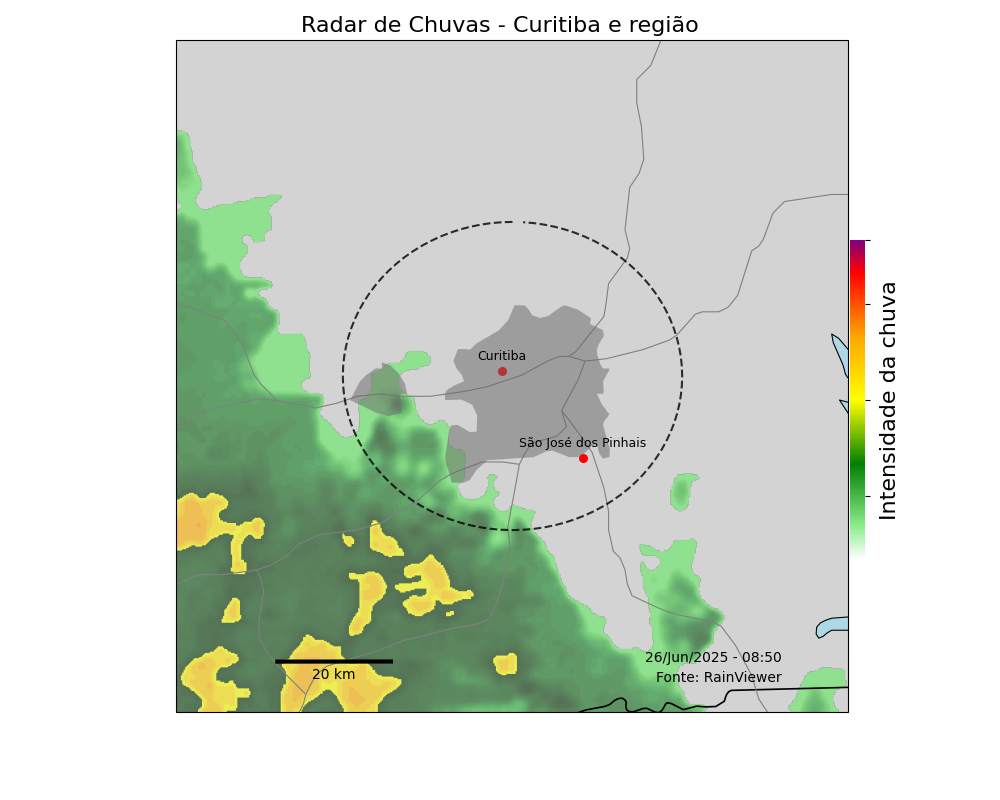 Radar de Chuvas - Curitiba e região
Curitiba
São José dos Pinhais
Intensidade da chuva
26/Jun/2025 - 08:50
Fonte: RainViewer
20 km